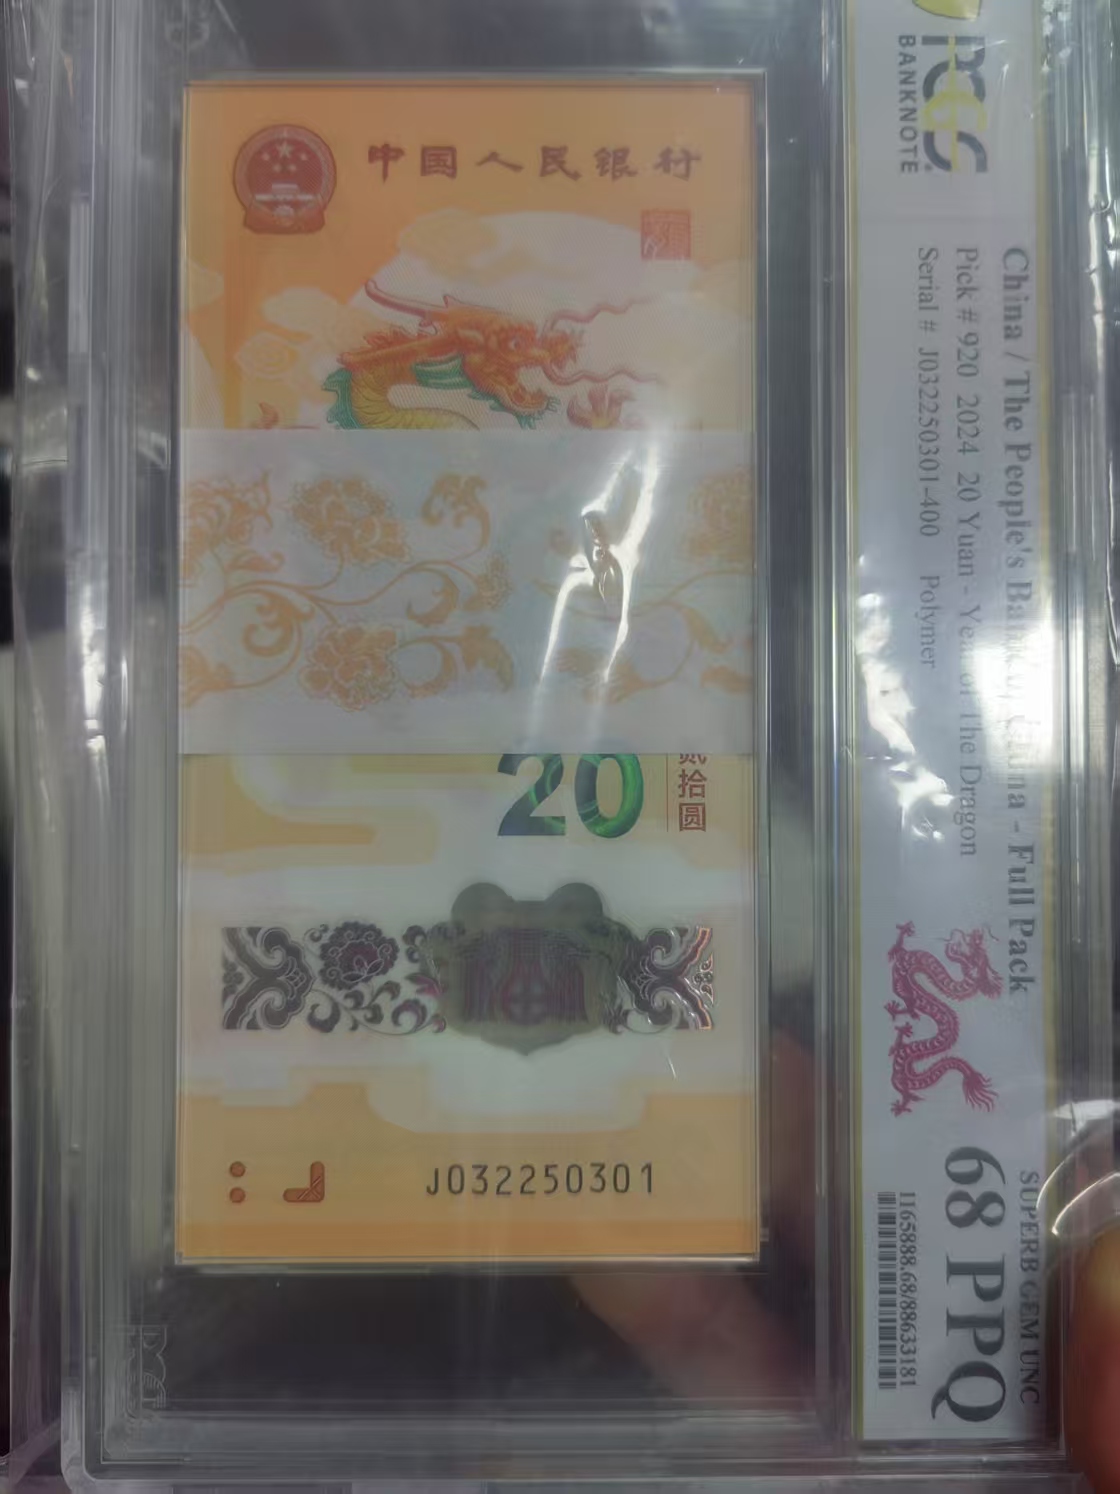 中国人民银行
20
贰拾圆
J032250301
PCGS
BANKNOTE
China / The People's Bank of China - Full Pack
Pick # 920 2024 20 Yuan - Year of The Dragon
Serial # J032250301-400 Polymer
SUPERB GEM UNC
68 PPQ
1165888.68/88633181